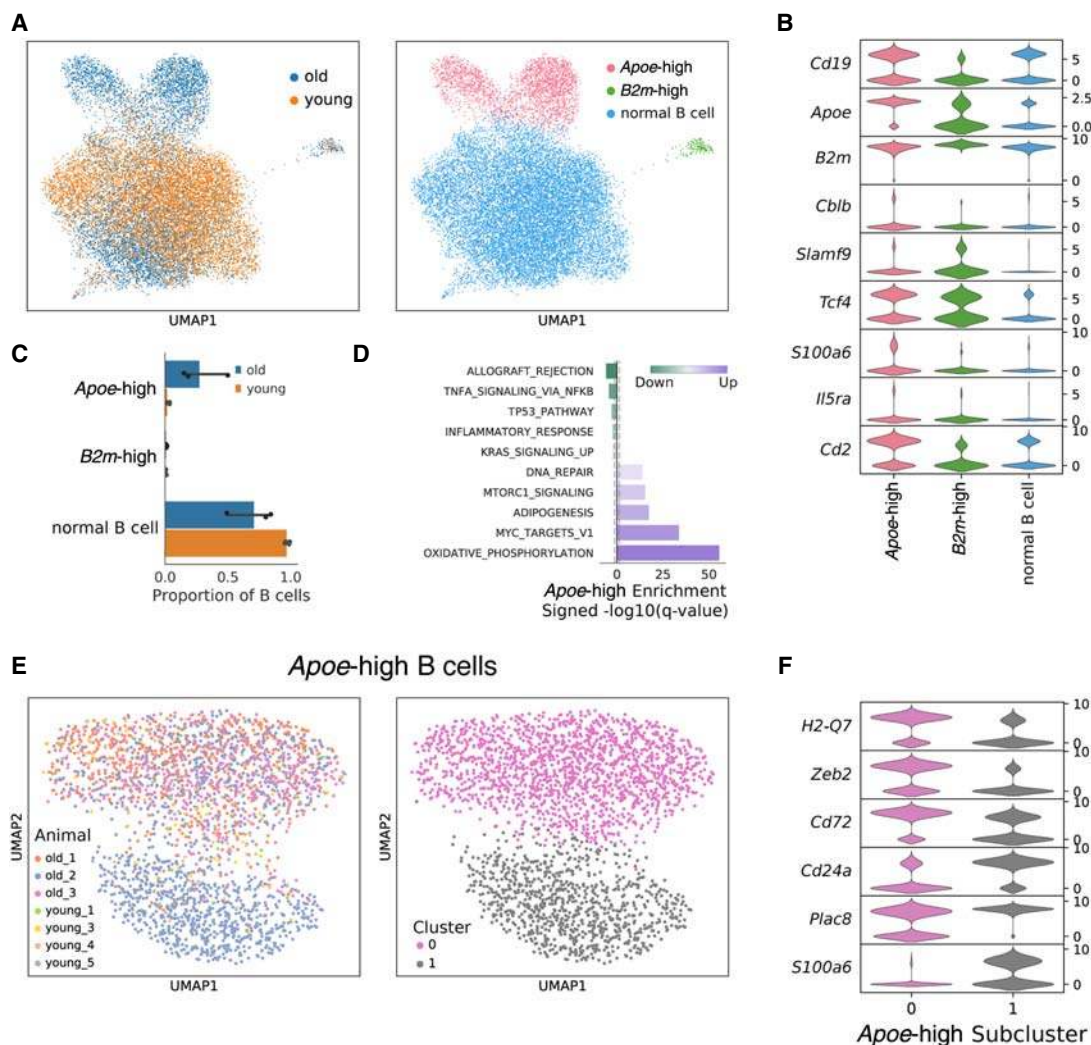 A
old
young
UMAP1
Apoe-high
B2m-high
normal B cell
UMAP1
B
Cd19
5
0
Apoe
2.5
0.0
B2m
10
0
Cblb
5
0
Slamf9
5
0
Tcf4
5
0
S100a6
10
0
Il5ra
5
0
Cd2
10
0
Apoe-high
B2m-high
normal B cell
C
old
young
Apoe-high
B2m-high
normal B cell
0.0 0.5 1.0
Proportion of B cells
D
Down Up
ALLOGRAFT_REJECTION
TNFA_SIGNALING_VIA_NFKB
TP53_PATHWAY
INFLAMMATORY_RESPONSE
KRAS_SIGNALING_UP
DNA_REPAIR
MTORC1_SIGNALING
ADIPOGENESIS
MYC_TARGETS_V1
OXIDATIVE_PHOSPHORYLATION
0 25 50
Apoe-high Enrichment
Signed -log10(q-value)
E
Apoe-high B cells
UMAP2
Animal
old_1
old_2
old_3
young_1
young_3
young_4
young_5
UMAP1
UMAP2
Cluster
0
1
UMAP1
F
H2-Q7
10
0
Zeb2
10
0
Cd72
10
0
Cd24a
10
0
Plac8
10
0
S100a6
10
0
0 1
Apoe-high Subcluster